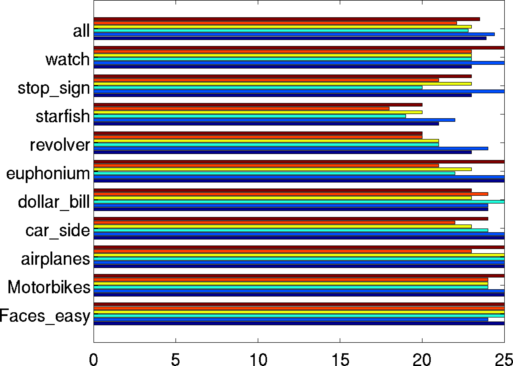 all
watch
stop_sign
starfish
revolver
euphonium
dollar_bill
car_side
airplanes
Motorbikes
Faces_easy
0 5 10 15 20 25